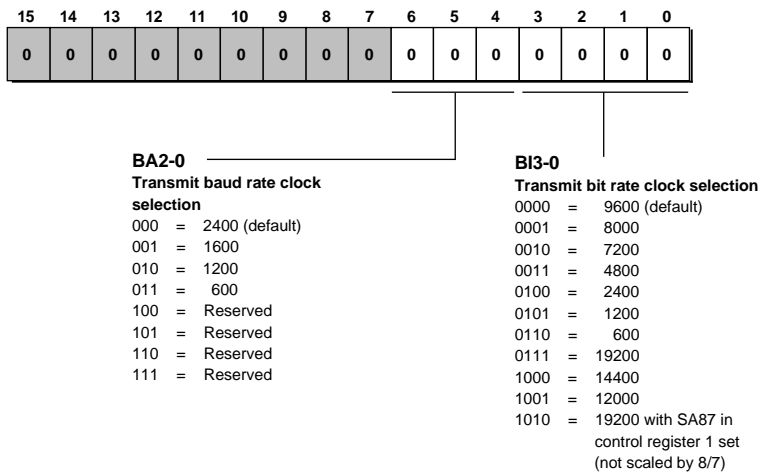 15 14 13 12 11 10 9 8 7 6 5 4 3 2 1 0
0 0 0 0 0 0 0 0 0 0 0 0 0 0 0 0
BA2-0
Transmit baud rate clock
selection
000 = 2400 (default)
001 = 1600
010 = 1200
011 = 600
100 = Reserved
101 = Reserved
110 = Reserved
111 = Reserved
BI3-0
Transmit bit rate clock selection
0000 = 9600 (default)
0001 = 8000
0010 = 7200
0011 = 4800
0100 = 2400
0101 = 1200
0110 = 600
0111 = 19200
1000 = 14400
1001 = 12000
1010 = 19200 with SA87 in
control register 1 set
(not scaled by 8/7)